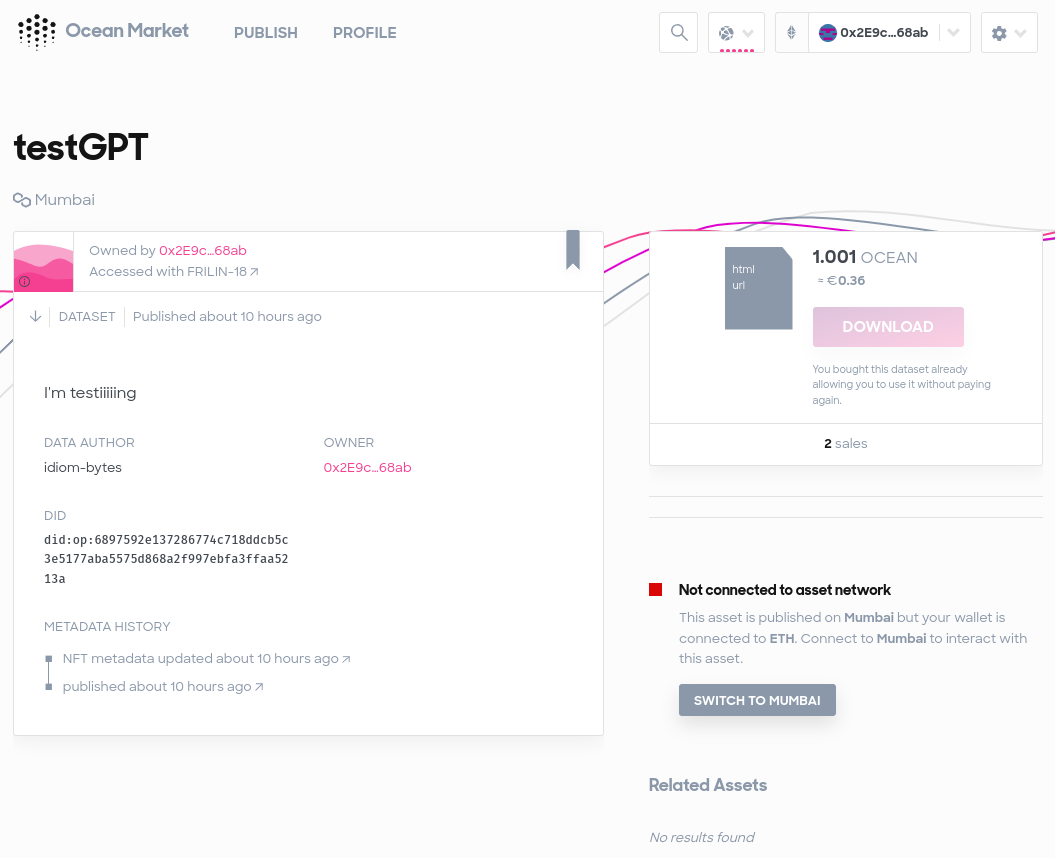 Ocean Market
PUBLISH
PROFILE
0x2E9c…68ab
testGPT
Mumbai
Owned by 0x2E9c…68ab
Accessed with FRILIN-18
DATASET
Published about 10 hours ago
I'm testiiiiing
DATA AUTHOR
idiom-bytes
OWNER
0x2E9c…68ab
DID
did:op:6897592e137286774c718ddcb5c
3e5177aba5575d868a2f997ebfa3ffaa52
13a
METADATA HISTORY
NFT metadata updated about 10 hours ago
published about 10 hours ago
html
url
1.001 OCEAN
≈ €0.36
DOWNLOAD
You bought this dataset already
allowing you to use it without paying
again.
2 sales
Not connected to asset network
This asset is published on Mumbai but your wallet is
connected to ETH. Connect to Mumbai to interact with
this asset.
SWITCH TO MUMBAI
Related Assets
No results found